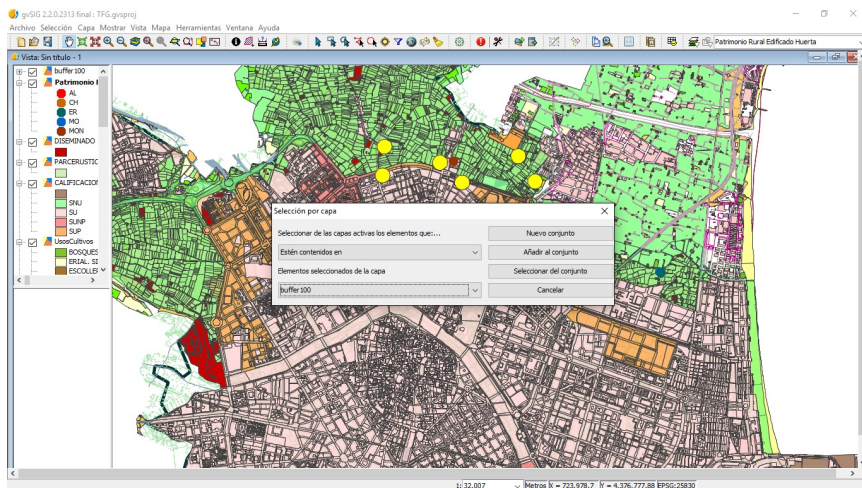 gvSIG 2.2.0.2313 final : TFG.gvsproj
Archivo Selección Capa Mostrar Vista Mapa Herramientas Ventana Ayuda
Patrimonio Rural Edificado Huerta
Vista: Sin título - 1
buffer100
Patrimonio
AL
CH
ER
MO
MON
DISEMINADO
PARCERUSTIC
CALIFICACION
SNU
SU
SUNP
SUP
UsosCultivos
BOSQUES
ERIAL. SI
ESCOLLER
Selección por capa
Seleccionar de las capas activas los elementos que:...
Nuevo conjunto
Estén contenidos en
Añadir al conjunto
Elementos seleccionados de la capa
Seleccionar del conjunto
buffer100
Cancelar
1: 32.007 Metros X = 723.978,7 Y = 4.376.777,88 EPSG:25830